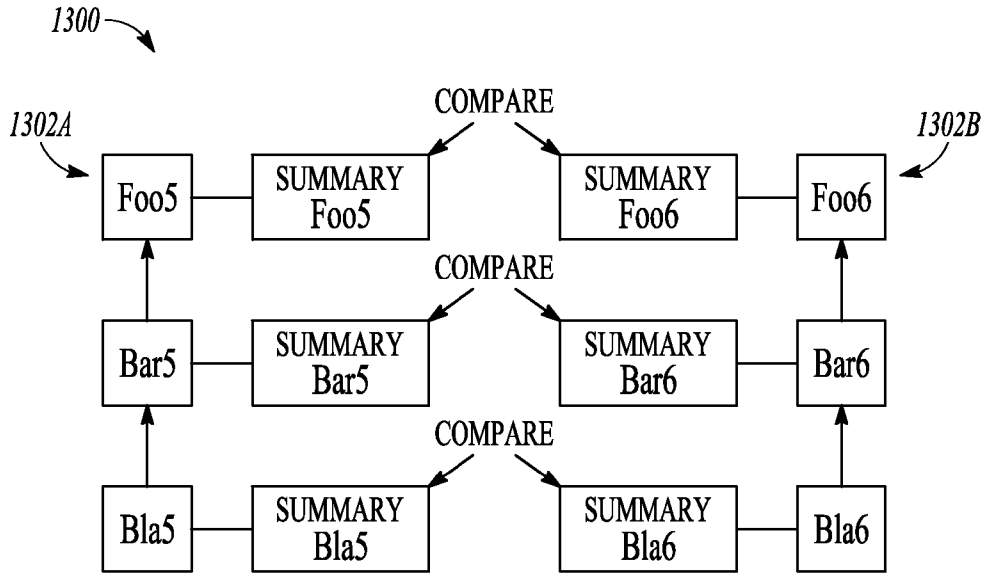 1300
COMPARE
1302A
1302B
Foo5
SUMMARY
Foo5
SUMMARY
Foo6
Foo6
COMPARE
Bar5
SUMMARY
Bar5
SUMMARY
Bar6
Bar6
COMPARE
Bla5
SUMMARY
Bla5
SUMMARY
Bla6
Bla6